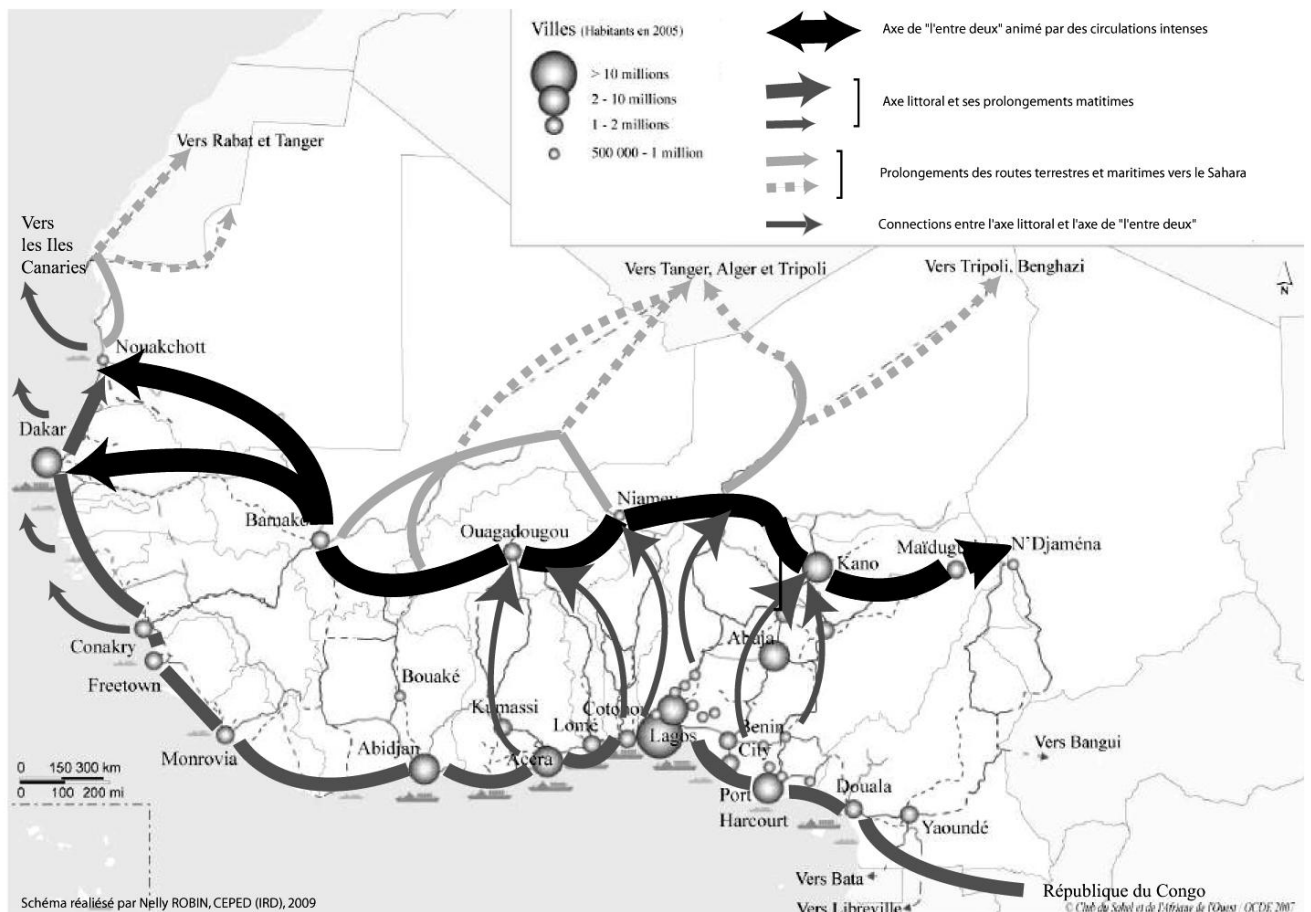 Villes (Habitants en 2005)
> 10 millions
2 - 10 millions
1 - 2 millions
500 000 - 1 million
Axe de "l'entre deux" animé par des circulations intenses
Axe littoral et ses prolongements matitimes
Prolongements des routes terrestres et maritimes vers le Sahara
Connections entre l'axe littoral et l'axe de "l'entre deux"
Vers Rabat et Tanger
Vers
les Iles
Canaries
Vers Tanger, Alger et Tripoli
Vers Tripoli, Benghazi
N
Nouakchott
Dakar
Bamako
Ouagadougou
Niamey
Kano
Maïdugu
N'Djaména
Conakry
Freetown
Monrovia
Bouaké
Kumassi
Abuja
Abidjan
Accra
Lomé
Cotonou
Lagos
Benin
City
Port
Harcourt
Douala
Yaoundé
Vers Bangui
Vers Bata
Vers Libreville
République du Congo
0 150 300 km
0 100 200 mi
Schéma réaliésé par Nelly ROBIN, CEPED (IRD), 2009
© Club du Sahel et de l'Afrique de l'Ouest / OCDE 2007